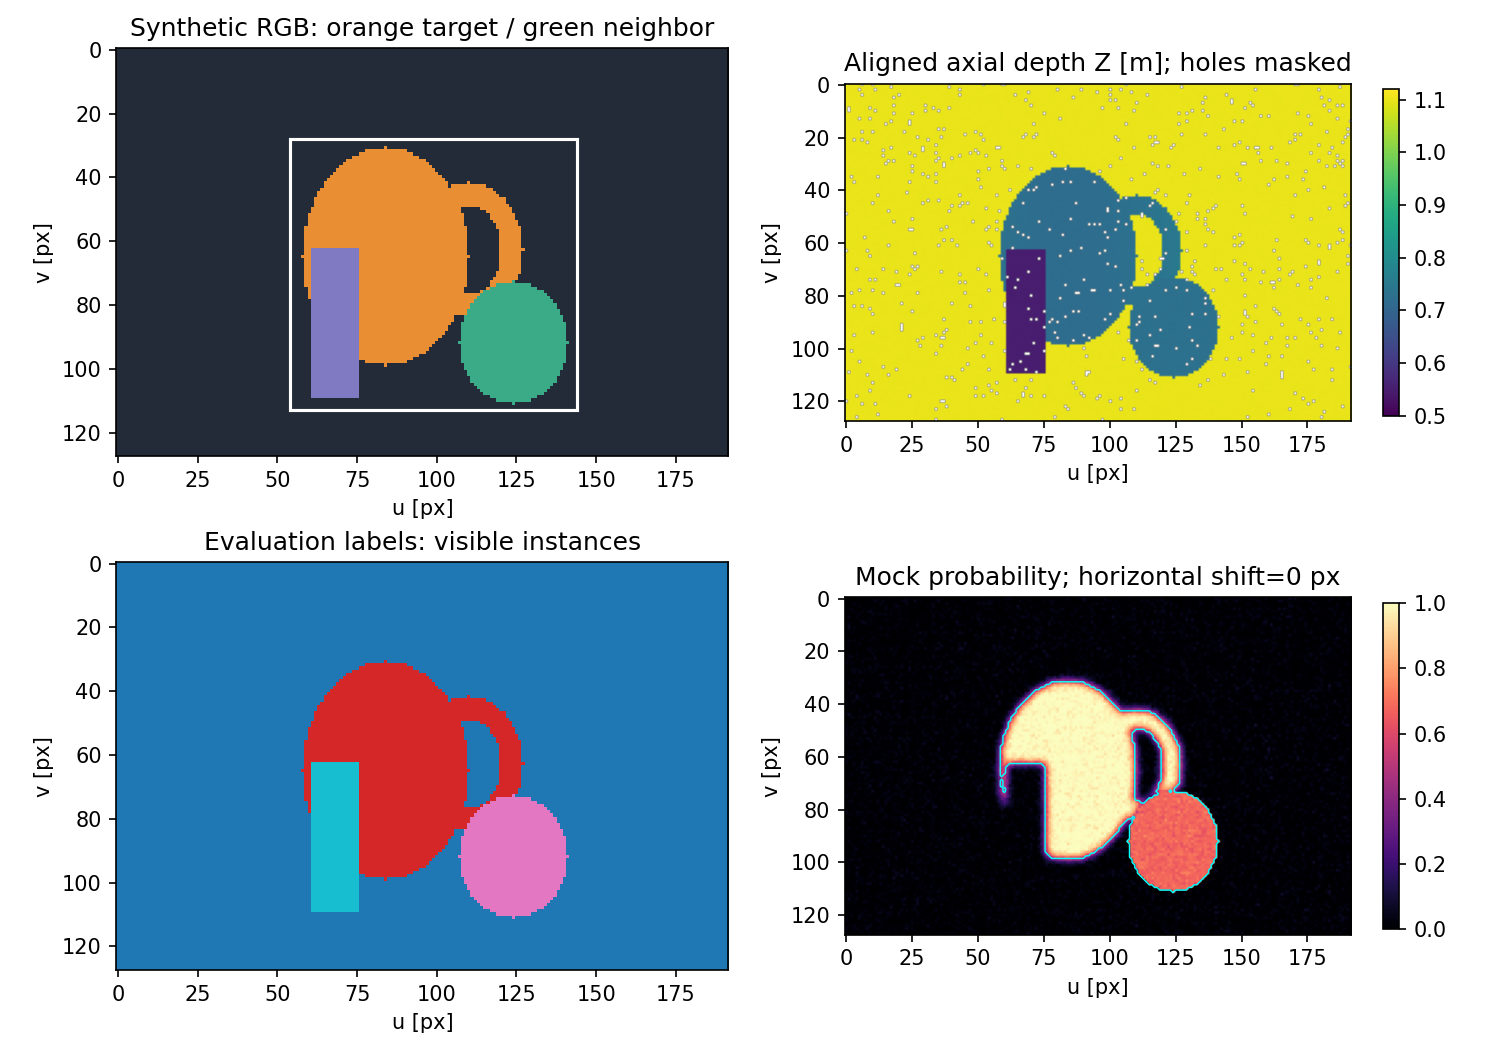 Synthetic RGB: orange target / green neighbor
0
20
40
60
80
100
120
v [px]
0 25 50 75 100 125 150 175
u [px]
Aligned axial depth Z [m]; holes masked
0
20
40
60
80
100
120
v [px]
0 25 50 75 100 125 150 175
u [px]
1.1
1.0
0.9
0.8
0.7
0.6
0.5
Evaluation labels: visible instances
0
20
40
60
80
100
120
v [px]
0 25 50 75 100 125 150 175
u [px]
Mock probability; horizontal shift=0 px
0
20
40
60
80
100
120
v [px]
0 25 50 75 100 125 150 175
u [px]
1.0
0.8
0.6
0.4
0.2
0.0